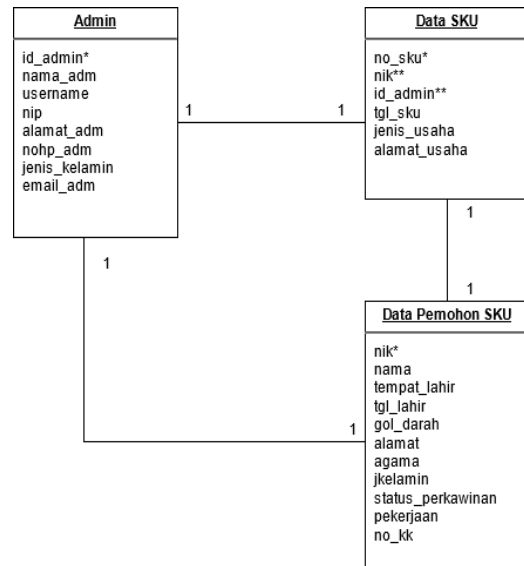 Admin
id_admin*
nama_adm
username
nip
alamat_adm
nohp_adm
jenis_kelamin
email_adm
Data SKU
no_sku*
nik**
id_admin**
tgl_sku
jenis_usaha
alamat_usaha
1
1
1
1
1
1
Data Pemohon SKU
nik*
nama
tempat_lahir
tgl_lahir
gol_darah
alamat
agama
jkelamin
status_perkawinan
pekerjaan
no_kk